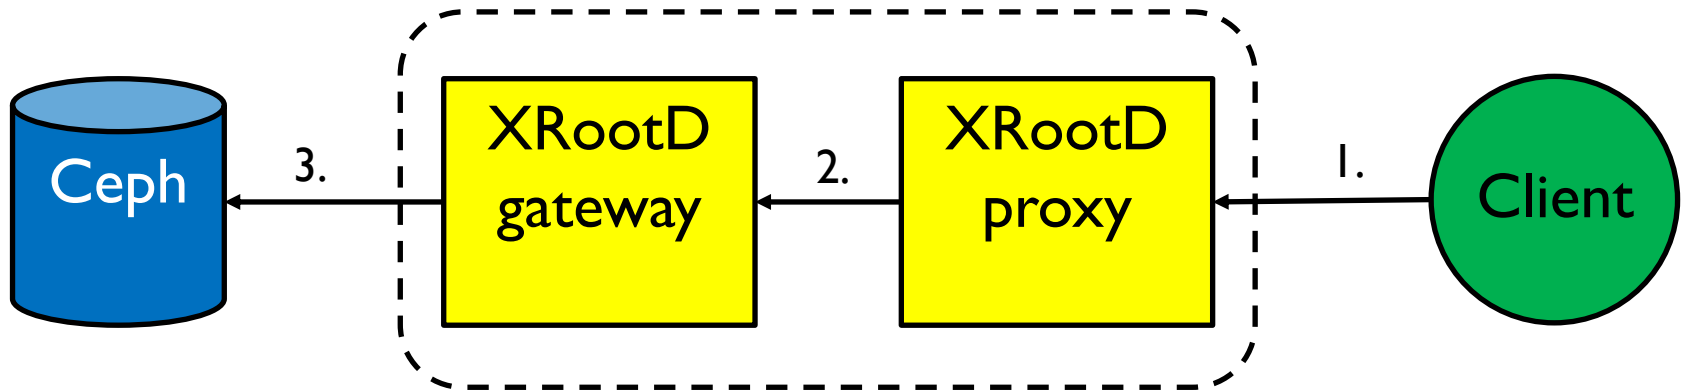 Ceph
3.
XRootD
gateway
2.
XRootD
proxy
1.
Client